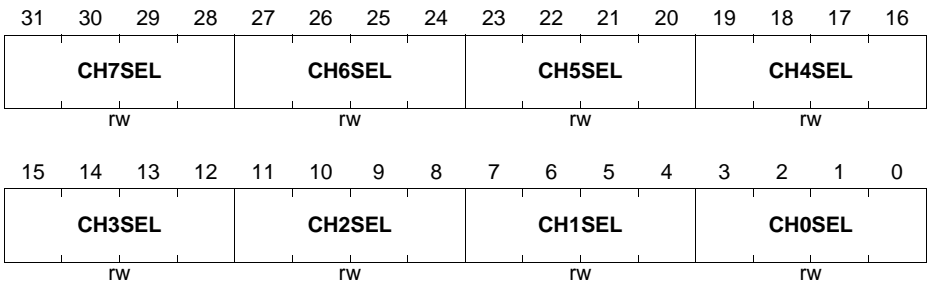 31 30 29 28 27 26 25 24 23 22 21 20 19 18 17 16
CH7SEL CH6SEL CH5SEL CH4SEL
rw rw rw rw
15 14 13 12 11 10 9 8 7 6 5 4 3 2 1 0
CH3SEL CH2SEL CH1SEL CH0SEL
rw rw rw rw